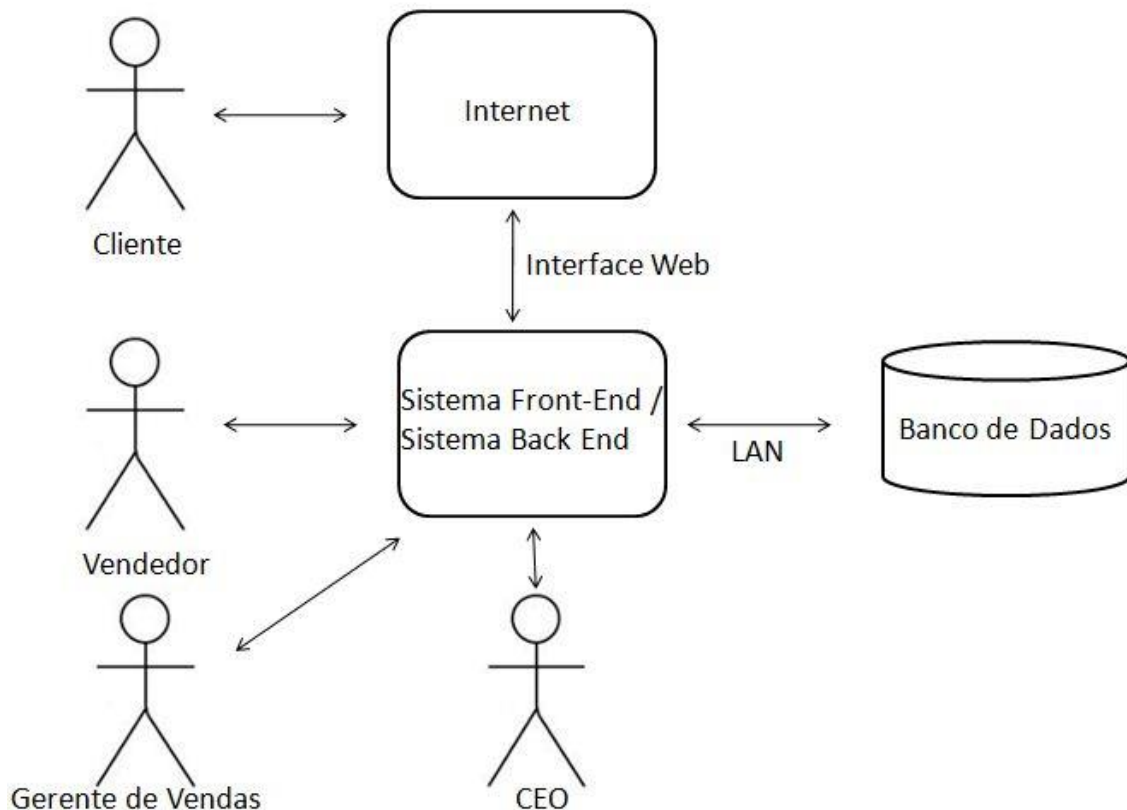 Internet
Cliente
Interface Web
Sistema Front-End /
Sistema Back End
LAN
Banco de Dados
Vendedor
Gerente de Vendas
CEO